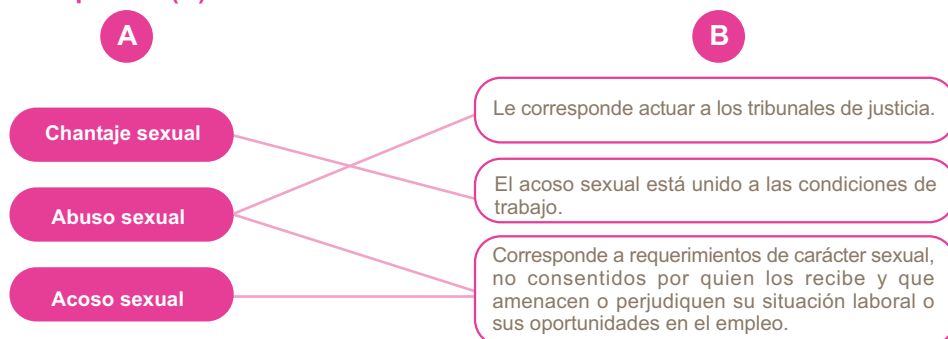 A
B
Chantaje sexual
Abuso sexual
Acoso sexual
Le corresponde actuar a los tribunales de justicia.
El acoso sexual está unido a las condiciones de
trabajo.
Corresponde a requerimientos de carácter sexual,
no consentidos por quien los recibe y que
amenacen o perjudiquen su situación laboral o
sus oportunidades en el empleo.